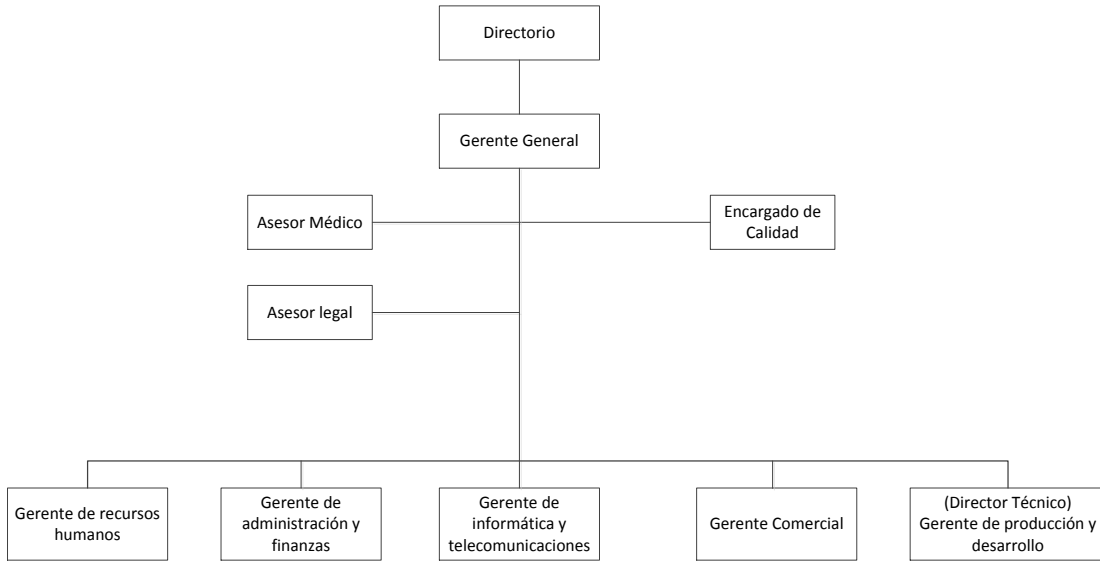 Directorio
Gerente General
Asesor Médico
Encargado de
Calidad
Asesor legal
Gerente de recursos
humanos
Gerente de
administración y
finanzas
Gerente de
informática y
telecomunicaciones
Gerente Comercial
(Director Técnico)
Gerente de producción y
desarrollo